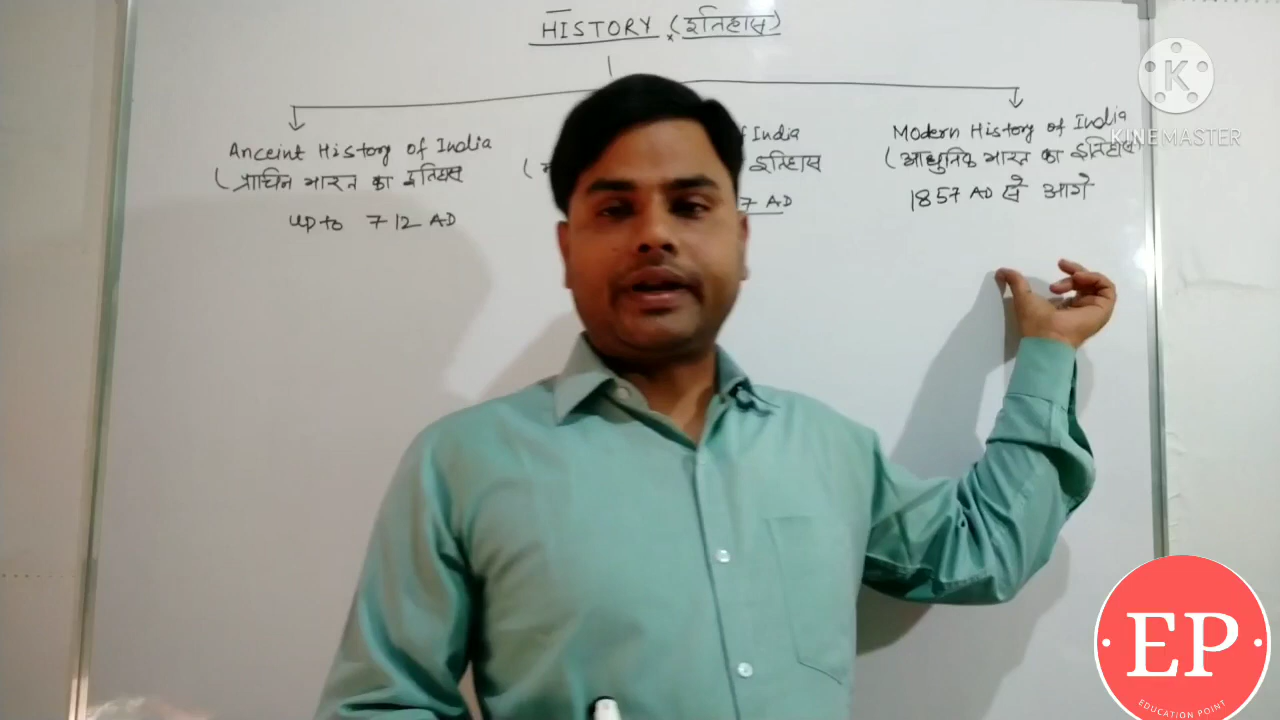 HISTORY (इतिहास)
Anceint History of India
(प्राचिन भारत का इतिहास
up to 712 AD
of India
इतिहास
7 AD
Modern History of India
(आधुनिक भारत का इतिहास
1857 AD से आगे
K
KINEMASTER
EP
EDUCATION POINT